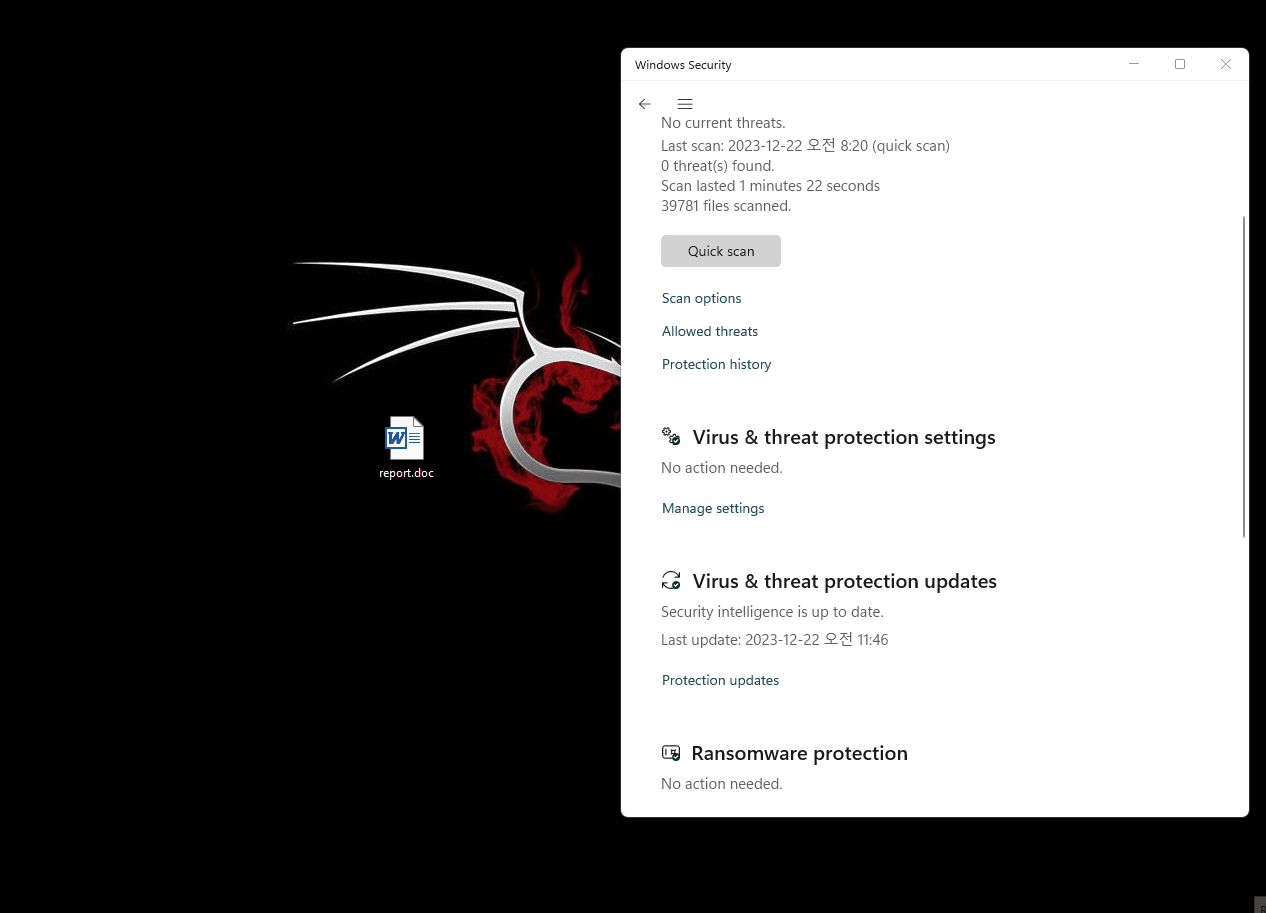 Windows Security
No current threats.
Last scan: 2023-12-22 오전 8:20 (quick scan)
0 threat(s) found.
Scan lasted 1 minutes 22 seconds
39781 files scanned.
Quick scan
Scan options
Allowed threats
Protection history
Virus & threat protection settings
No action needed.
Manage settings
Virus & threat protection updates
Security intelligence is up to date.
Last update: 2023-12-22 오전 11:46
Protection updates
Ransomware protection
No action needed.
W
report.doc